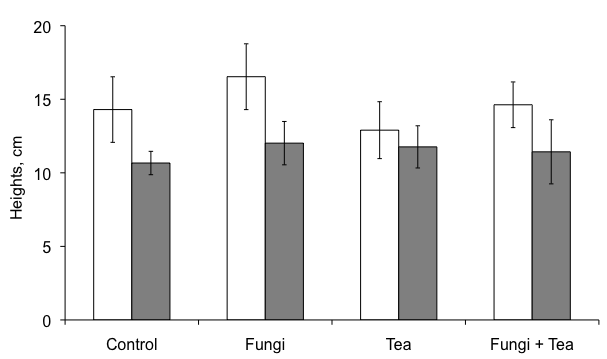 20
15
10
5
0
Heights, cm
Control
Fungi
Tea
Fungi + Tea